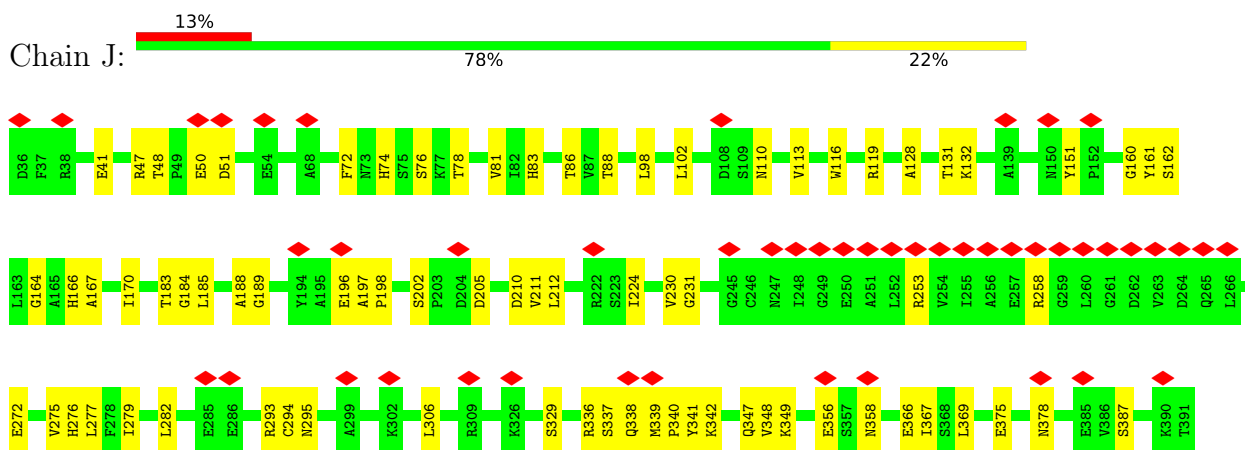 13%
Chain J:
78% 22%
D36 F37 R38 E41 R47 T48 P49 E50 D51 E54 A68 F72 N73 H74 S75 S76 K77 T78 V81 I82 H83 T86 V87 T88 L98 L102 D108 S109 N110 V113 W116 R119 A128 T131 K132 A139 N150 Y151 P152 G160 Y161 S162
L163 G164 A165 H166 A167 I170 T183 G184 L185 A188 G189 Y194 A195 E196 A197 P198 S202 P203 D204 D205 D210 V211 L212 R222 S223 I224 V230 G231 G245 G246 N247 I248 G249 E250 A251 L252 R253 V254 I255 A256 E257 R258 G259 L260 G261 D262 V263 D264 Q265 L266
E272 V275 H276 L277 F278 I279 L282 E285 E286 R293 C294 N295 A299 K302 L306 R309 K326 S329 R336 S337 Q338 M339 P340 Y341 K342 Q347 V348 K349 E356 S357 N358 E366 I367 S368 L369 E375 N378 E385 V386 S387 K390 T391